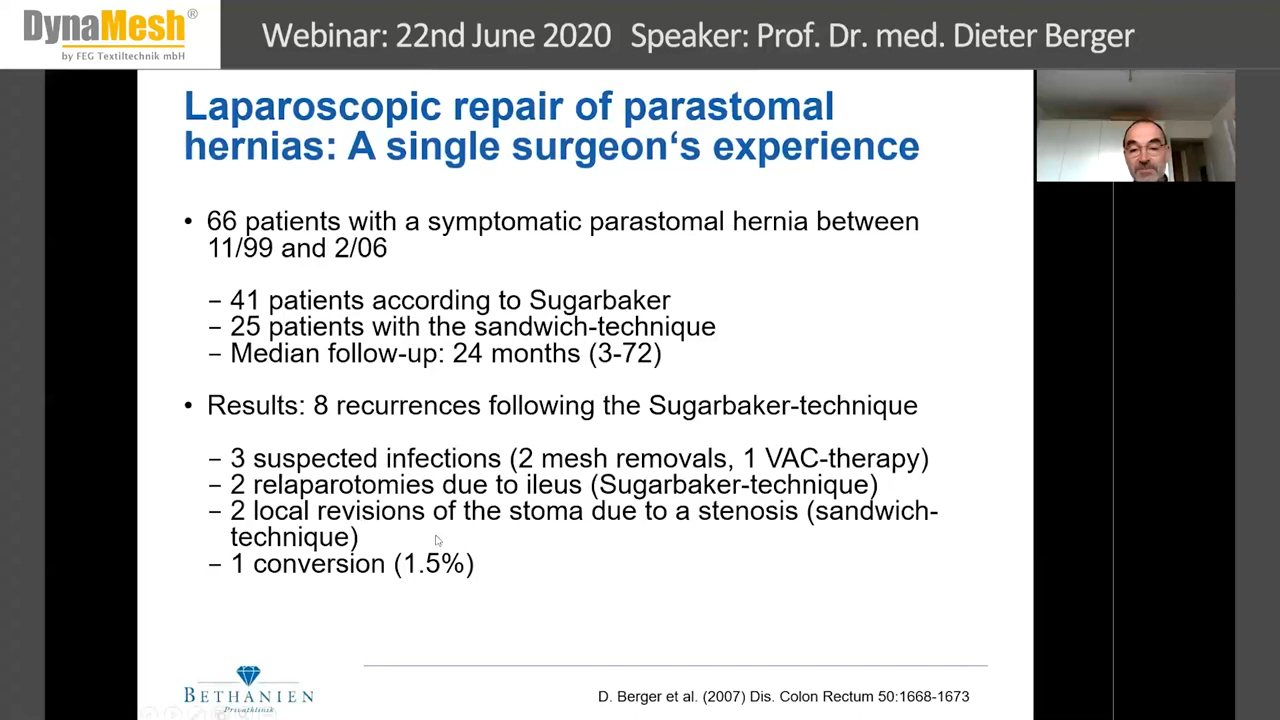 DynaMesh®
by FEG Textiltechnik mbH
Webinar: 22nd June 2020 Speaker: Prof. Dr. med. Dieter Berger
Laparoscopic repair of parastomal
hernias: A single surgeon‘s experience
• 66 patients with a symptomatic parastomal hernia between
11/99 and 2/06
– 41 patients according to Sugarbaker
– 25 patients with the sandwich-technique
– Median follow-up: 24 months (3-72)
• Results: 8 recurrences following the Sugarbaker-technique
– 3 suspected infections (2 mesh removals, 1 VAC-therapy)
– 2 relaparotomies due to ileus (Sugarbaker-technique)
– 2 local revisions of the stoma due to a stenosis (sandwich-
technique)
– 1 conversion (1.5%)
BETHANIEN
Privatklinik
D. Berger et al. (2007) Dis. Colon Rectum 50:1668-1673